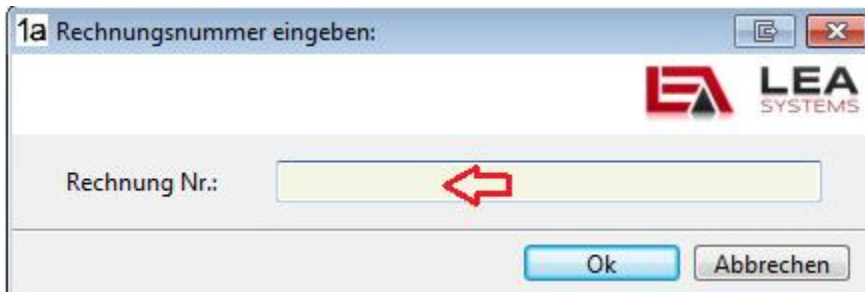 1a Rechnungsnummer eingeben:
LEA
SYSTEMS
Rechnung Nr.:
Ok Abbrechen